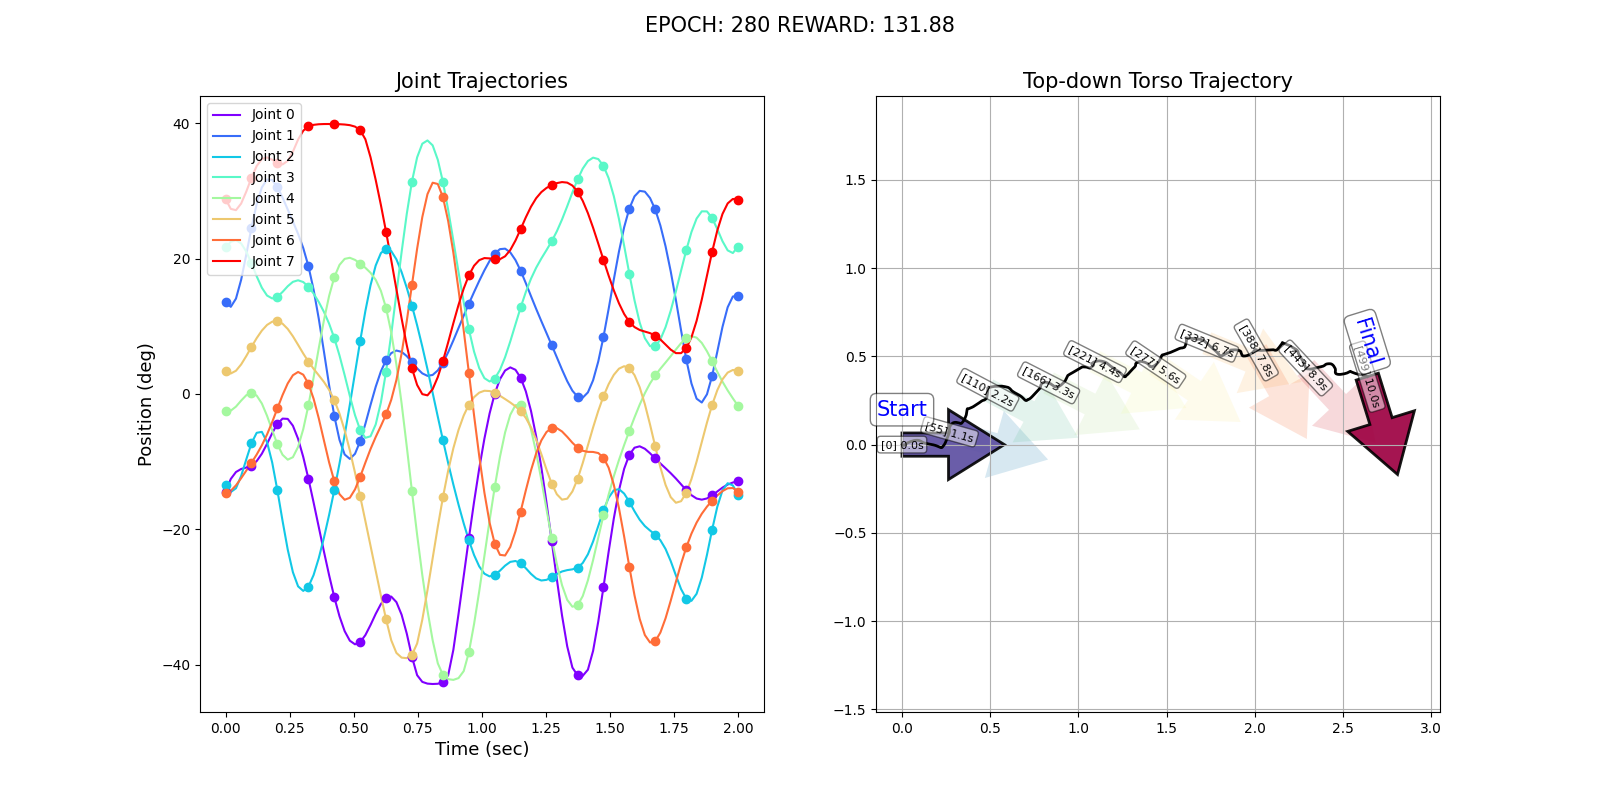 EPOCH: 280 REWARD: 131.88
Joint Trajectories
Joint 0
Joint 1
Joint 2
Joint 3
Joint 4
Joint 5
Joint 6
Joint 7
40
20
0
−20
−40
Position (deg)
0.00 0.25 0.50 0.75 1.00 1.25 1.50 1.75 2.00
Time (sec)
Top-down Torso Trajectory
1.5
1.0
0.5
0.0
−0.5
−1.0
−1.5
0.0 0.5 1.0 1.5 2.0 2.5 3.0
Start
[0] 0.0s
[55] 1.1s
[110] 2.2s
[166] 3.3s
[221] 4.4s
[277] 5.6s
[332] 6.7s
[388] 7.8s
[443] 8.9s
[499] 10.0s
Final